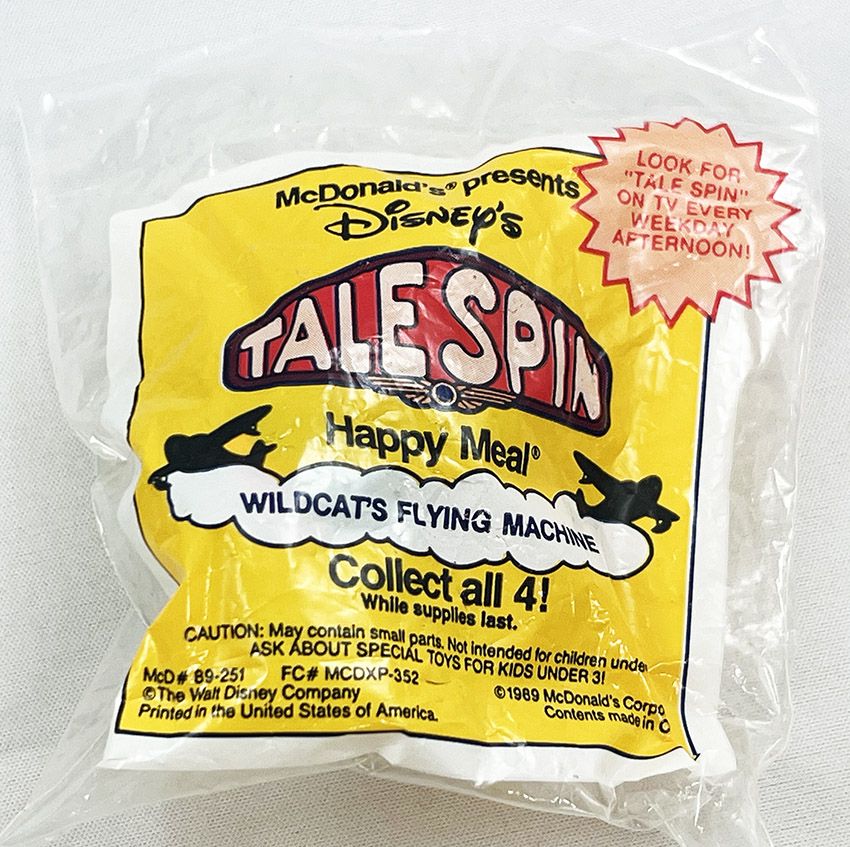 McDonald's® presents
Disney's
TALE SPIN
Happy Meal®
LOOK FOR
"TALE SPIN"
ON TV EVERY
WEEKDAY
AFTERNOON!
WILDCAT'S FLYING MACHINE
Collect all 4!
While supplies last.
CAUTION: May contain small parts. Not intended for children under
ASK ABOUT SPECIAL TOYS FOR KIDS UNDER 3!
McD # 89-251 FC# MCDXP-352
©The Walt Disney Company
Printed in the United States of America.
©1989 McDonald's Corpo
Contents made in C